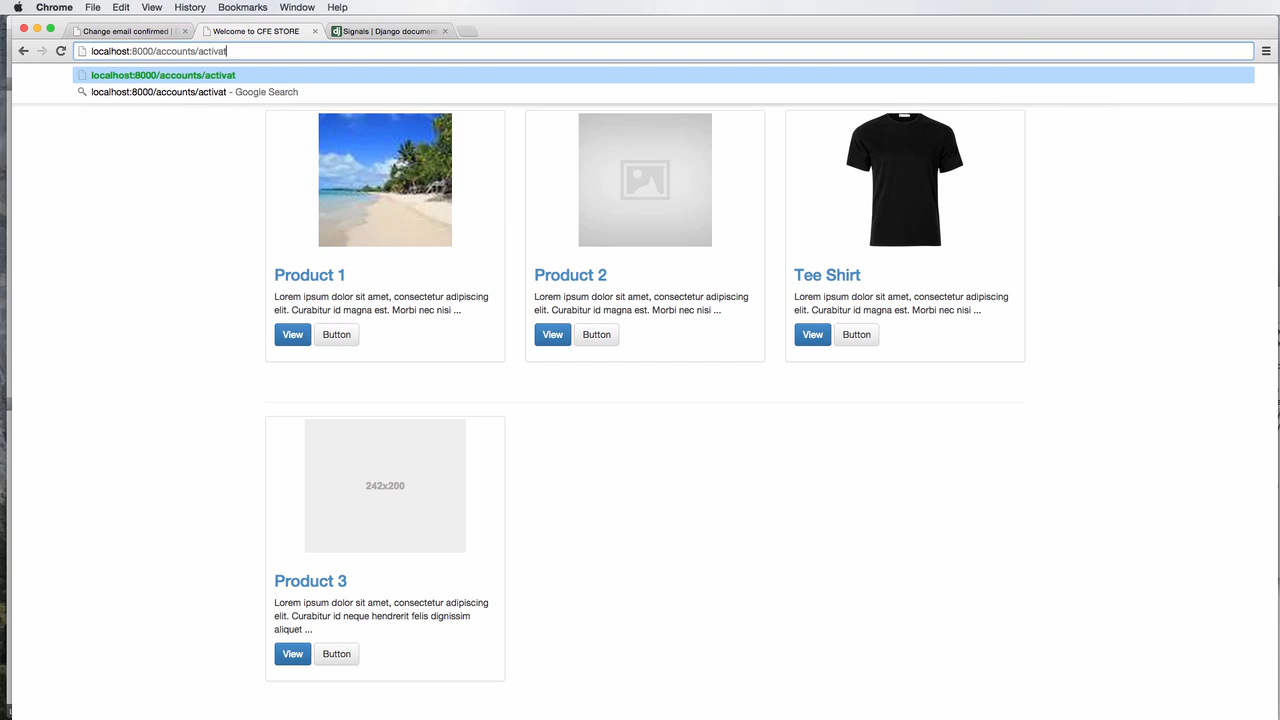 Chrome File Edit View History Bookmarks Window Help
Change email confirmed | Welcome to CFE STORE Signals | Django documen
localhost:8000/accounts/activat
localhost:8000/accounts/activat
localhost:8000/accounts/activat - Google Search
Product 1
Lorem ipsum dolor sit amet, consectetur adipiscing
elit. Curabitur id magna est. Morbi nec nisi ...
View Button
Product 2
Lorem ipsum dolor sit amet, consectetur adipiscing
elit. Curabitur id magna est. Morbi nec nisi ...
View Button
Tee Shirt
Lorem ipsum dolor sit amet, consectetur adipiscing
elit. Curabitur id magna est. Morbi nec nisi ...
View Button
242x200
Product 3
Lorem ipsum dolor sit amet, consectetur adipiscing
elit. Curabitur id neque hendrerit felis dignissim
aliquet ...
View Button